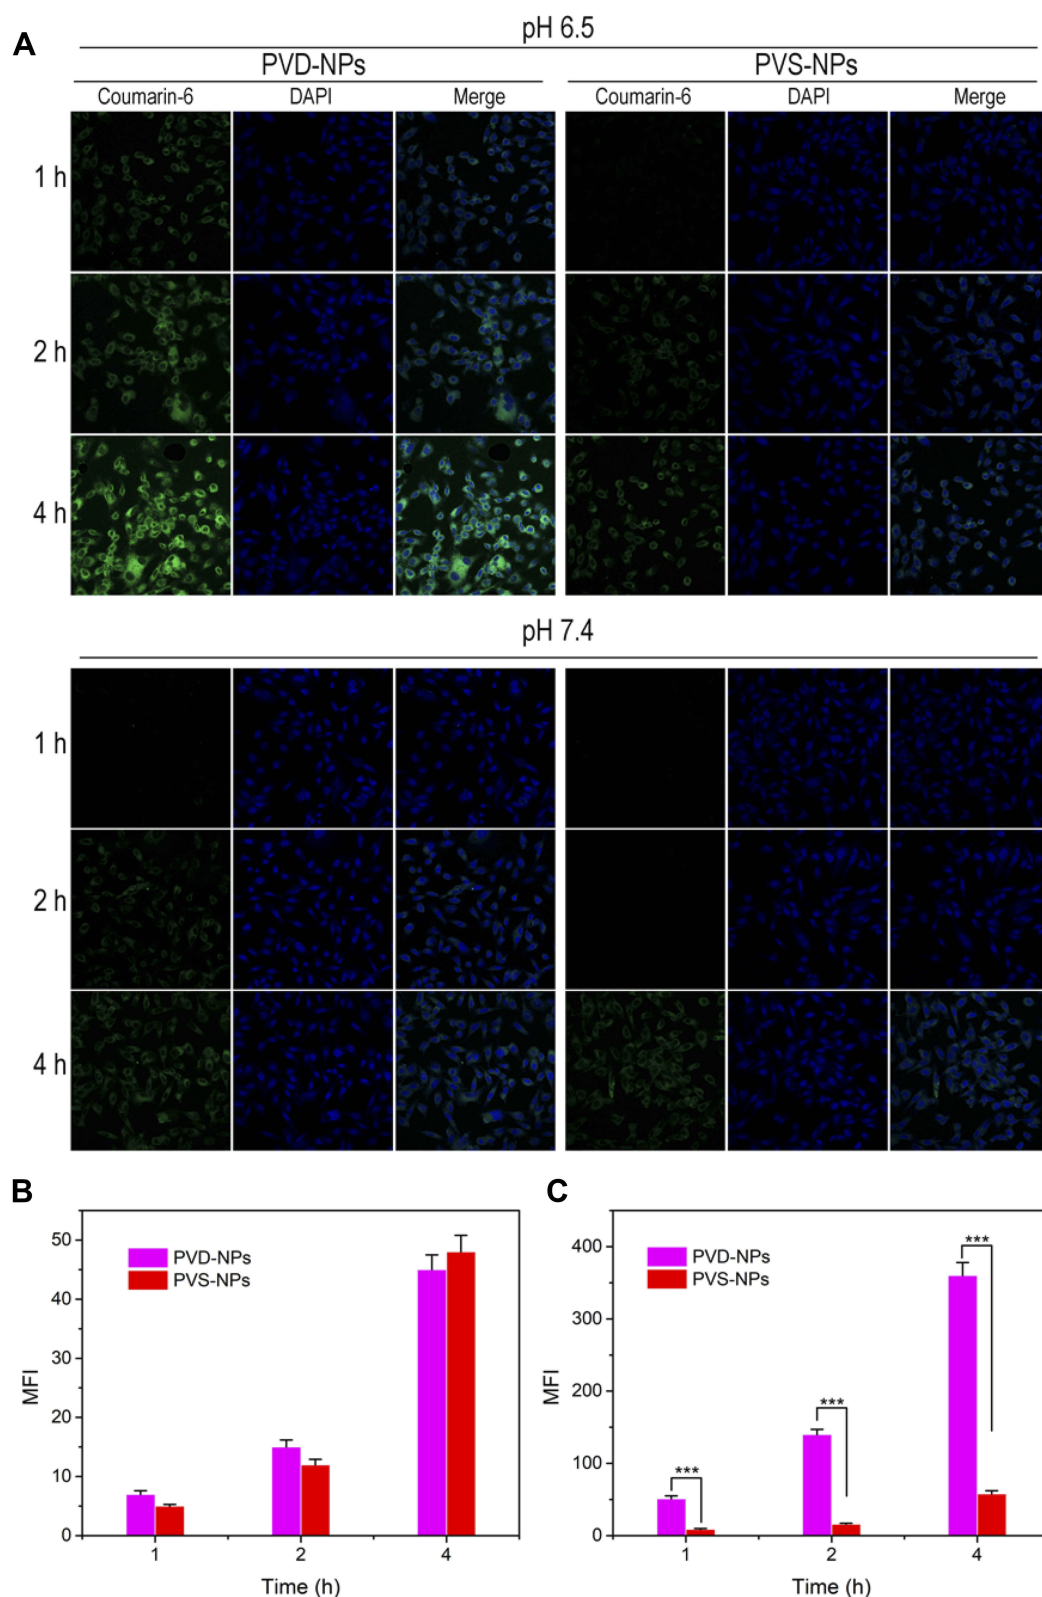 A
pH 6.5
PVD-NPs PVS-NPs
Coumarin-6 DAPI Merge Coumarin-6 DAPI Merge
1 h
2 h
4 h
pH 7.4
1 h
2 h
4 h
B
PVD-NPs
PVS-NPs
50
40
30
20
10
0
MFI
1 2 4
Time (h)
C
PVD-NPs
PVS-NPs
***
***
***
400
300
200
100
0
MFI
1 2 4
Time (h)